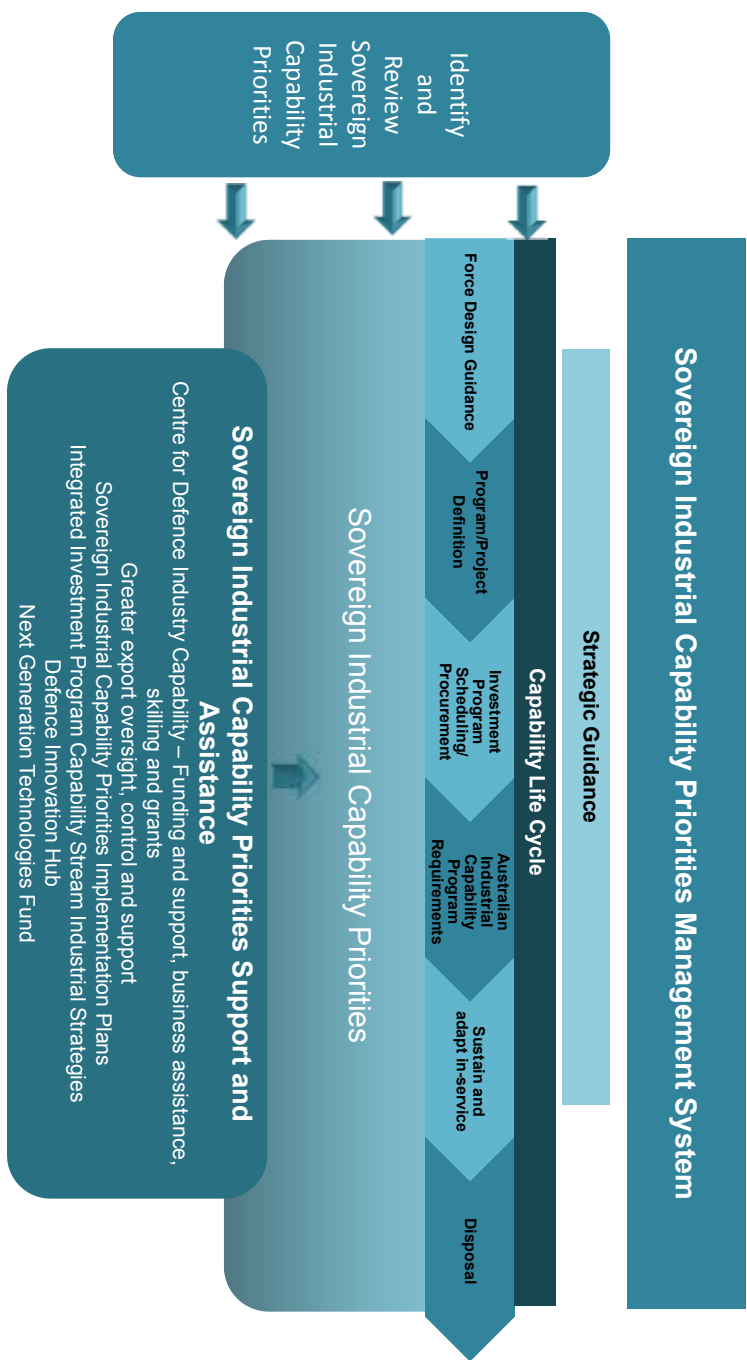 Sovereign Industrial Capability Priorities Management System
Strategic Guidance
Capability Life Cycle
Identify
and
Review
Sovereign
Industrial
Capability
Priorities
Force Design Guidance
Program/Project
Definition
Investment
Program
Scheduling/
Procurement
Australian
Industrial
Capability
Program
Requirements
Sustain and
adapt in-service
Disposal
Sovereign Industrial Capability Priorities
Sovereign Industrial Capability Priorities Support and
Assistance
Centre for Defence Industry Capability – Funding and support, business assistance,
skilling and grants
Greater export oversight, control and support
Sovereign Industrial Capability Priorities Implementation Plans
Integrated Investment Program Capability Stream Industrial Strategies
Defence Innovation Hub
Next Generation Technologies Fund